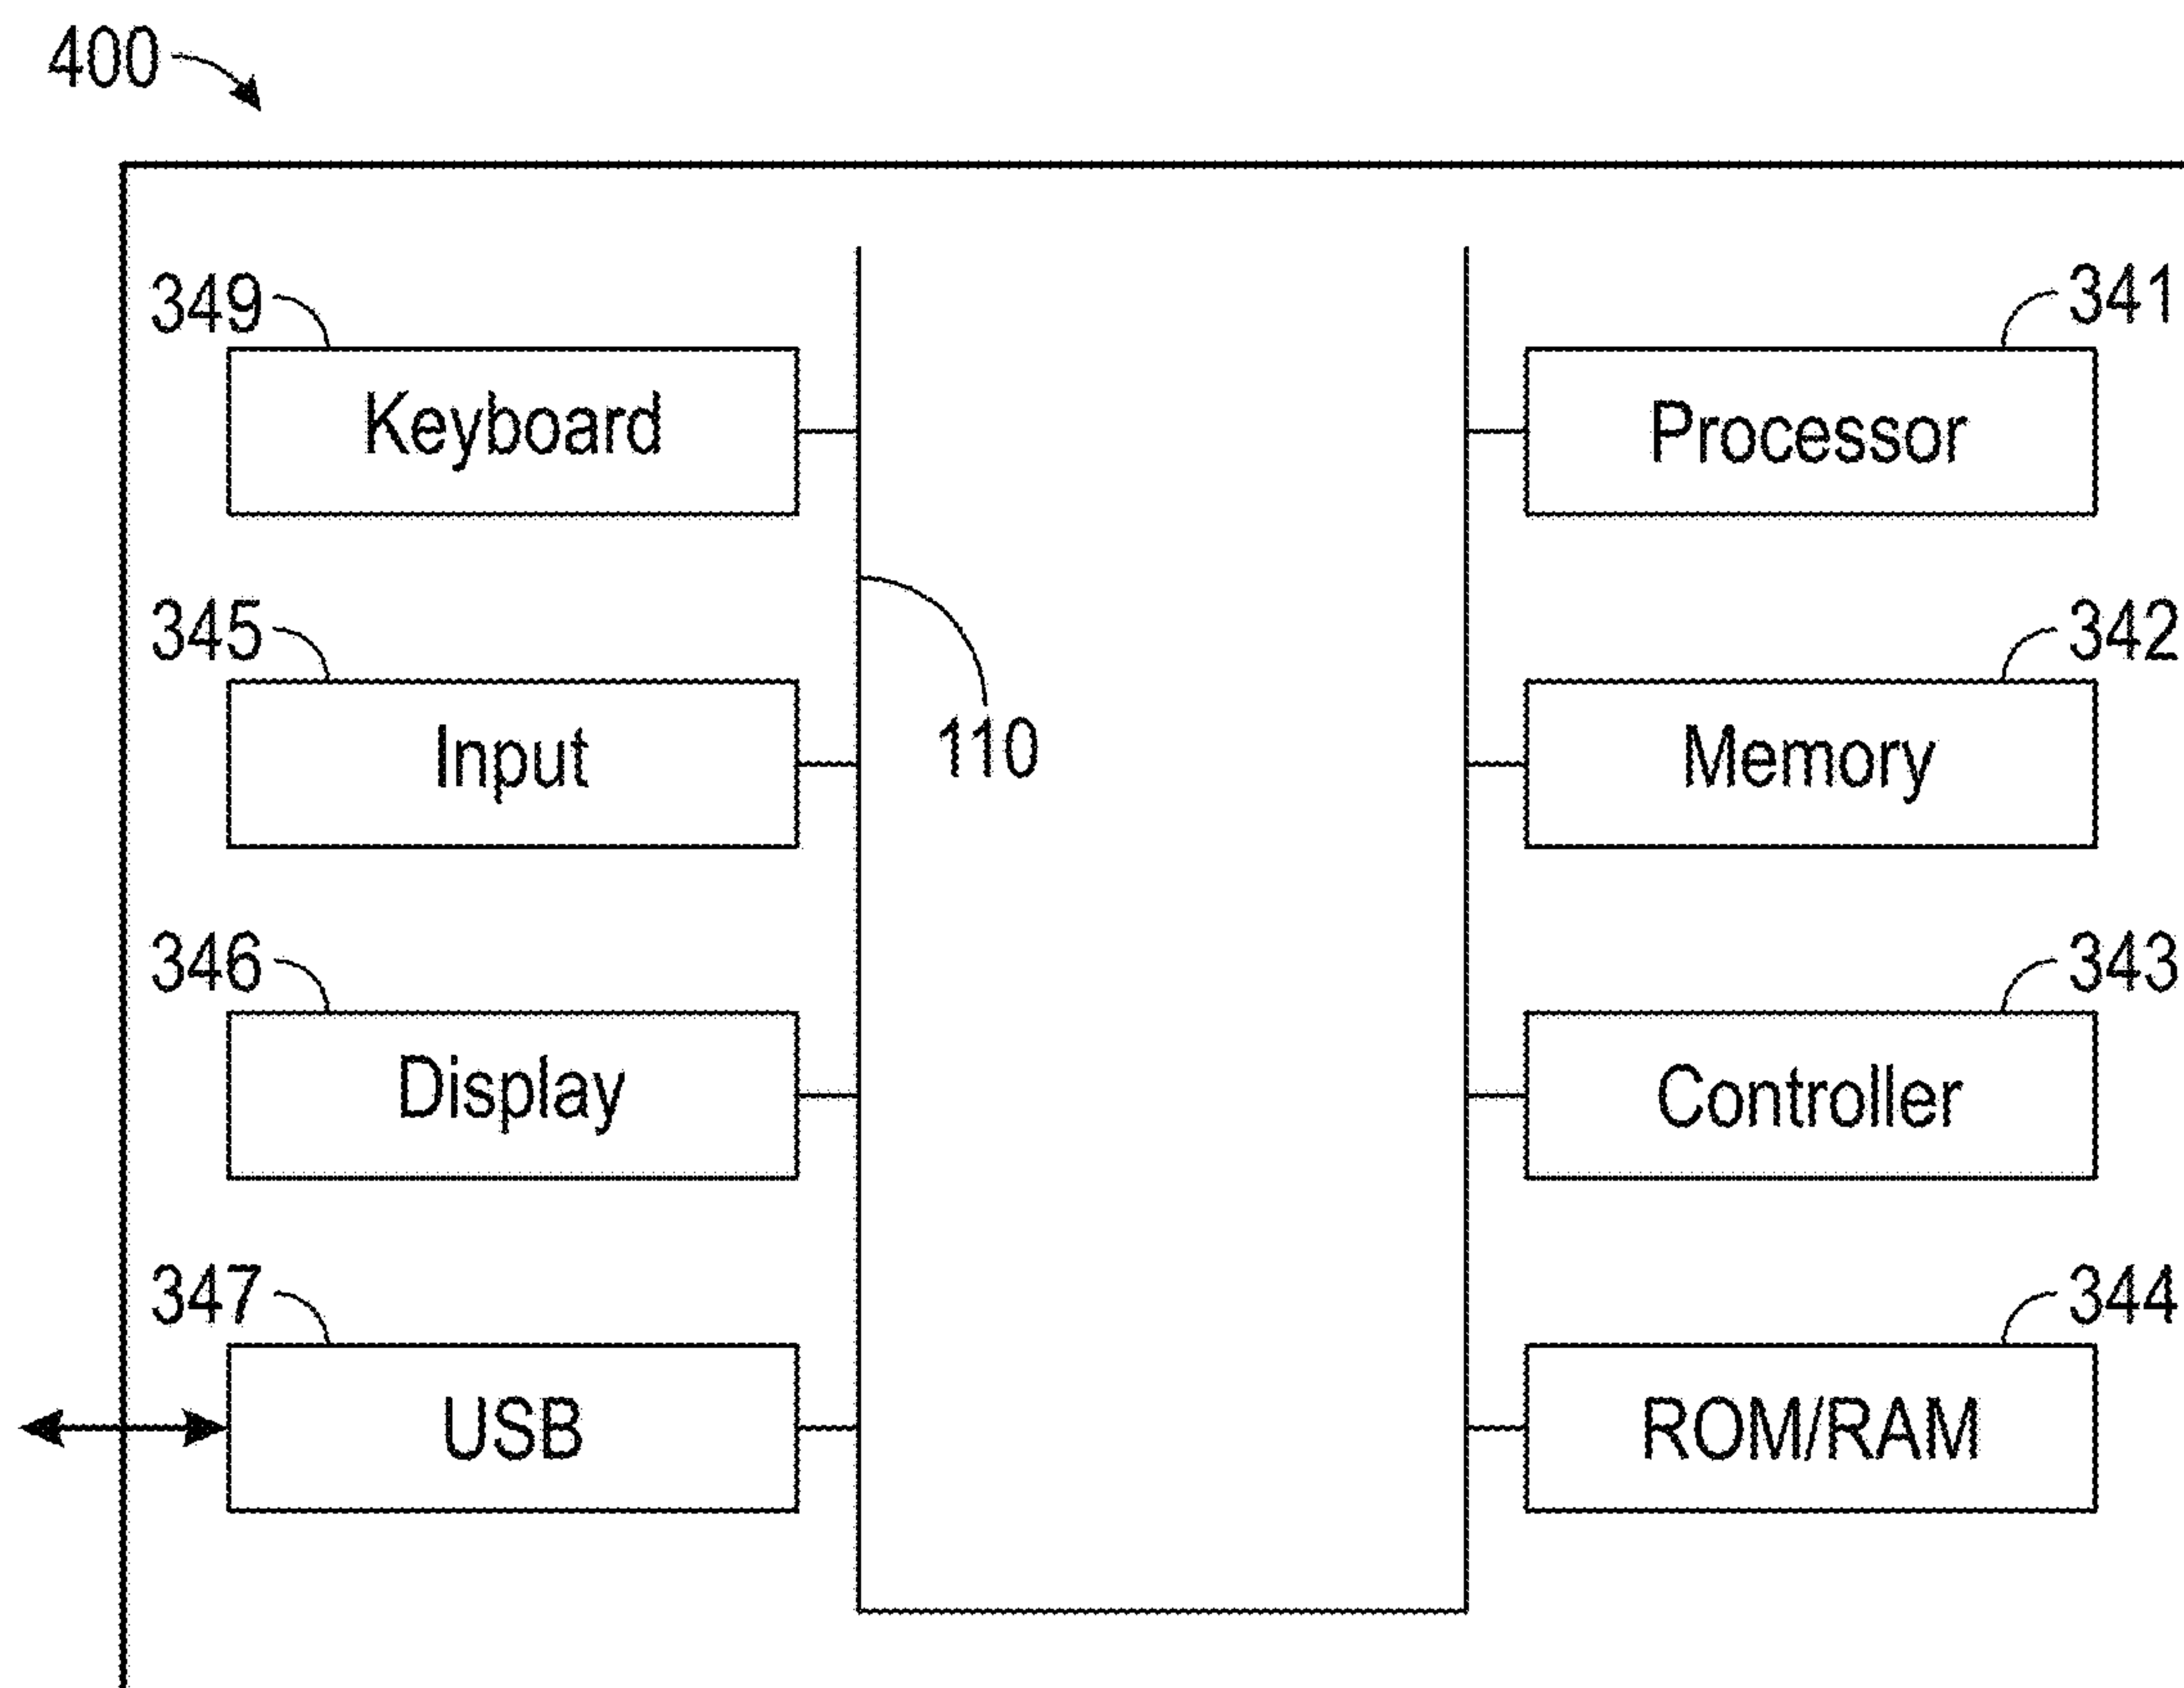 400
349
341
Keyboard
Processor
345
342
110
Input
Memory
346
343
Display
Controller
347
344
USB
ROM/RAM